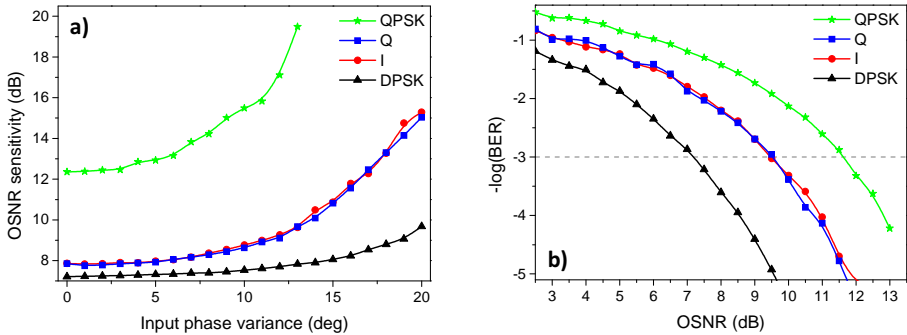 a)
QPSK
Q
I
DPSK
OSNR sensitivity (dB)
20
18
16
14
12
10
8
0
5
10
15
20
Input phase variance (deg)
b)
QPSK
Q
I
DPSK
-log(BER)
-1
-2
-3
-4
-5
3
4
5
6
7
8
9
10
11
12
13
OSNR (dB)